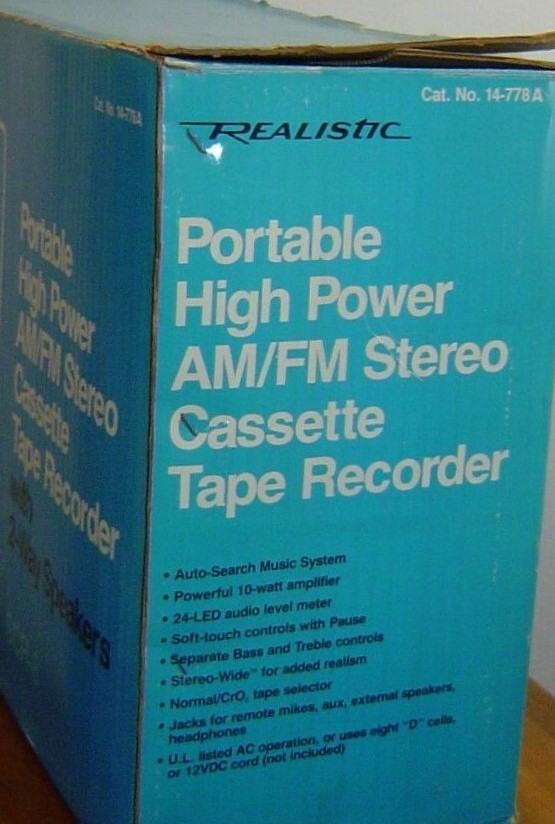 Cat. No. 14-778A
Portable
High Power
AM/FM Stereo
Cassette
Tape Recorder
with
2-Way Speakers
Cat. No. 14-778A
REALISTIC
Portable
High Power
AM/FM Stereo
Cassette
Tape Recorder
• Auto-Search Music System
• Powerful 10-watt amplifier
• 24-LED audio level meter
• Soft-touch controls with Pause
• Separate Bass and Treble controls
• Stereo-Wide™ for added realism
• Normal/CrO₂ tape selector
• Jacks for remote mikes, aux, external speakers,
headphones
• U.L. listed AC operation, or uses eight "D" cells,
or 12VDC cord (not included)